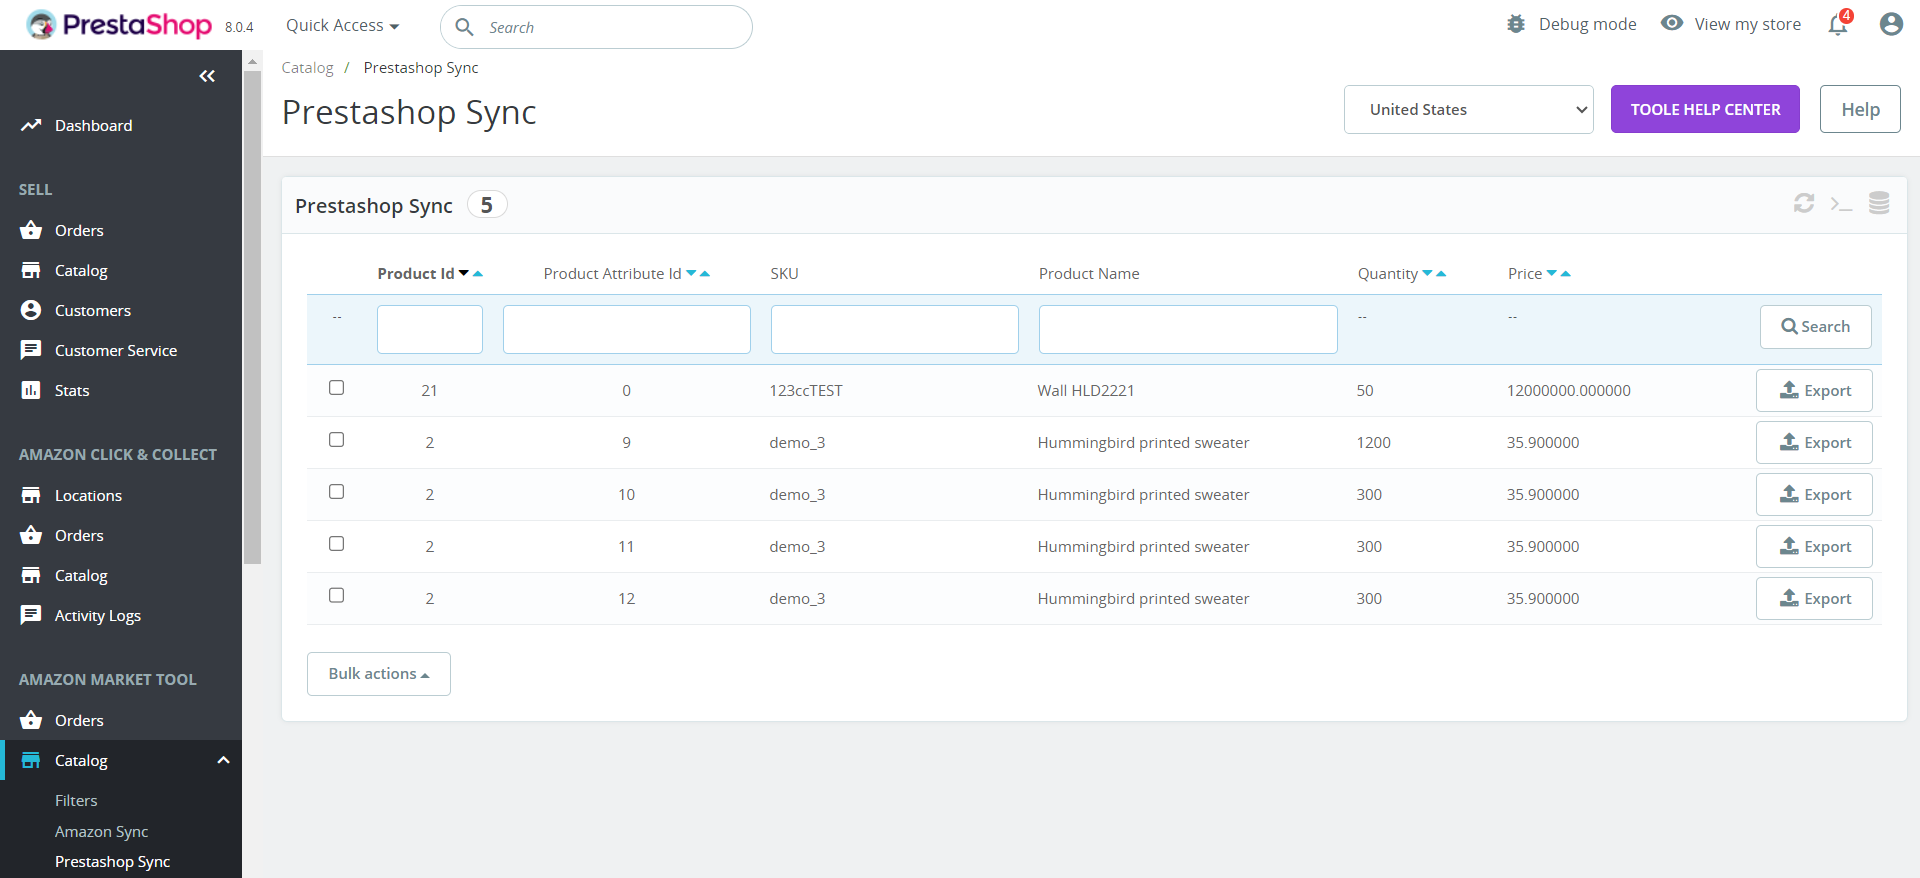 PrestaShop 8.0.4 Quick Access Search Debug mode View my store 4
Catalog / Prestashop Sync
Prestashop Sync United States TOOLE HELP CENTER Help
Dashboard
SELL
Orders
Catalog
Customers
Customer Service
Stats
AMAZON CLICK & COLLECT
Locations
Orders
Catalog
Activity Logs
AMAZON MARKET TOOL
Orders
Catalog
Filters
Amazon Sync
Prestashop Sync
Prestashop Sync 5
Product Id Product Attribute Id SKU Product Name Quantity Price
-- -- -- Search
21 0 123ccTEST Wall HLD2221 50 12000000.000000 Export
2 9 demo_3 Hummingbird printed sweater 1200 35.900000 Export
2 10 demo_3 Hummingbird printed sweater 300 35.900000 Export
2 11 demo_3 Hummingbird printed sweater 300 35.900000 Export
2 12 demo_3 Hummingbird printed sweater 300 35.900000 Export
Bulk actions